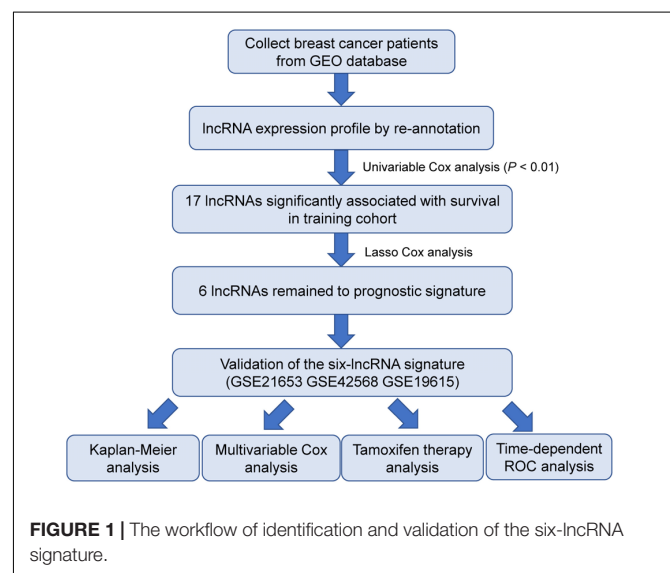 Collect breast cancer patients
from GEO database
lncRNA expression profile by re-annotation
Univariable Cox analysis (P < 0.01)
17 lncRNAs significantly associated with survival
in training cohort
Lasso Cox analysis
6 lncRNAs remained to prognostic signature
Validation of the six-lncRNA signature
(GSE21653 GSE42568 GSE19615)
Kaplan-Meier
analysis
Multivariable Cox
analysis
Tamoxifen therapy
analysis
Time-dependent
ROC analysis
FIGURE 1 | The workflow of identification and validation of the six-lncRNA
signature.